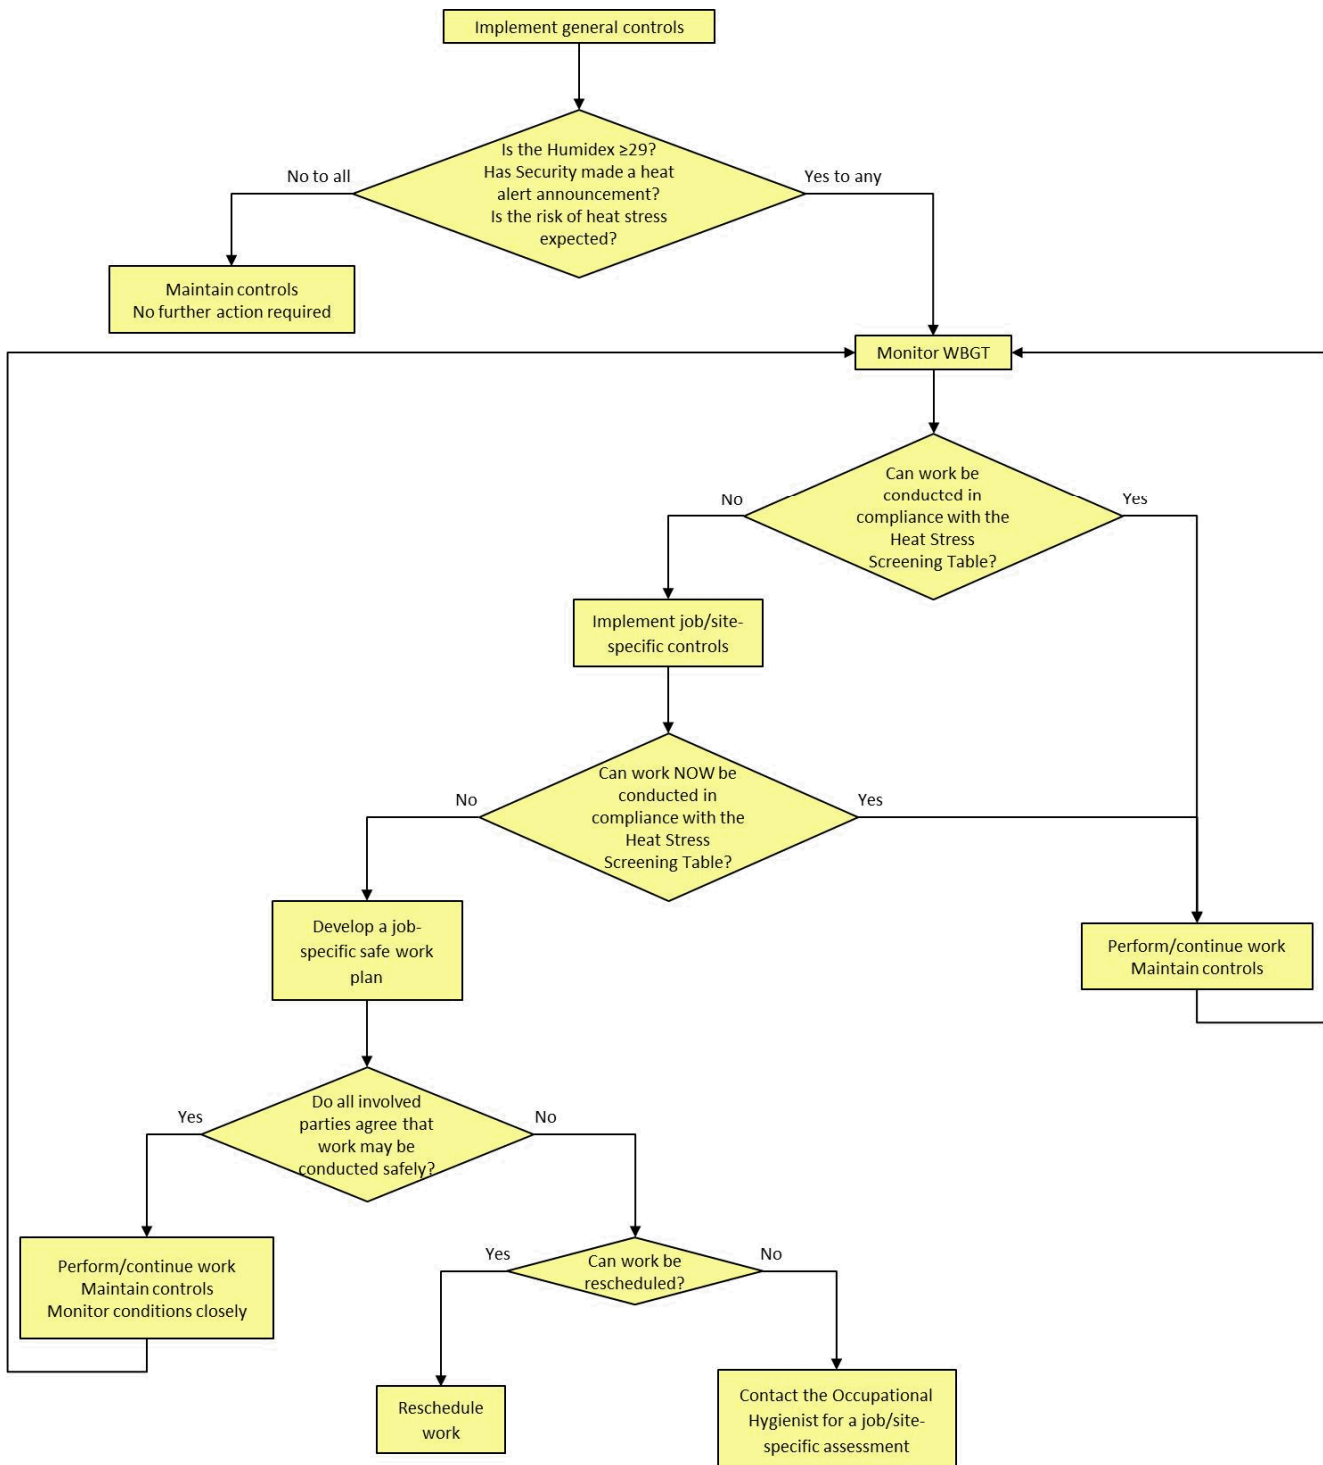 Implement general controls
Is the Humidex ≥29?
Has Security made a heat
alert announcement?
Is the risk of heat stress
expected?
No to all
Yes to any
Maintain controls
No further action required
Monitor WBGT
Can work be
conducted in
compliance with the
Heat Stress
Screening Table?
No
Yes
Implement job/site-
specific controls
Can work NOW be
conducted in
compliance with the
Heat Stress
Screening Table?
No
Yes
Develop a job-
specific safe work
plan
Perform/continue work
Maintain controls
Do all involved
parties agree that
work may be
conducted safely?
Yes
No
Perform/continue work
Maintain controls
Monitor conditions closely
Can work be
rescheduled?
Yes
No
Reschedule
work
Contact the Occupational
Hygienist for a job/site-
specific assessment